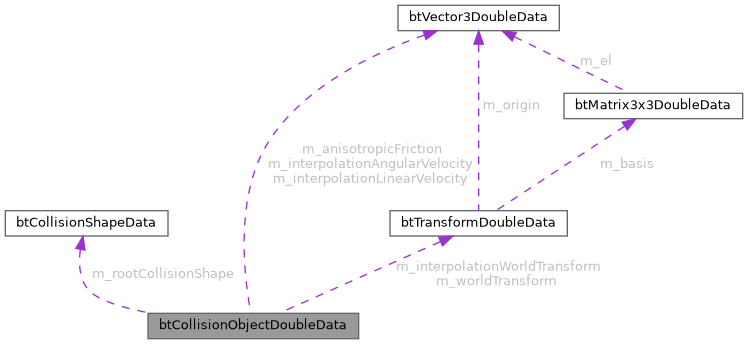 btVector3DoubleData
m_el
btMatrix3x3DoubleData
m_origin
m_anisotropicFriction
m_interpolationAngularVelocity
m_interpolationLinearVelocity
m_basis
btCollisionShapeData
btTransformDoubleData
m_rootCollisionShape
m_interpolationWorldTransform
m_worldTransform
btCollisionObjectDoubleData